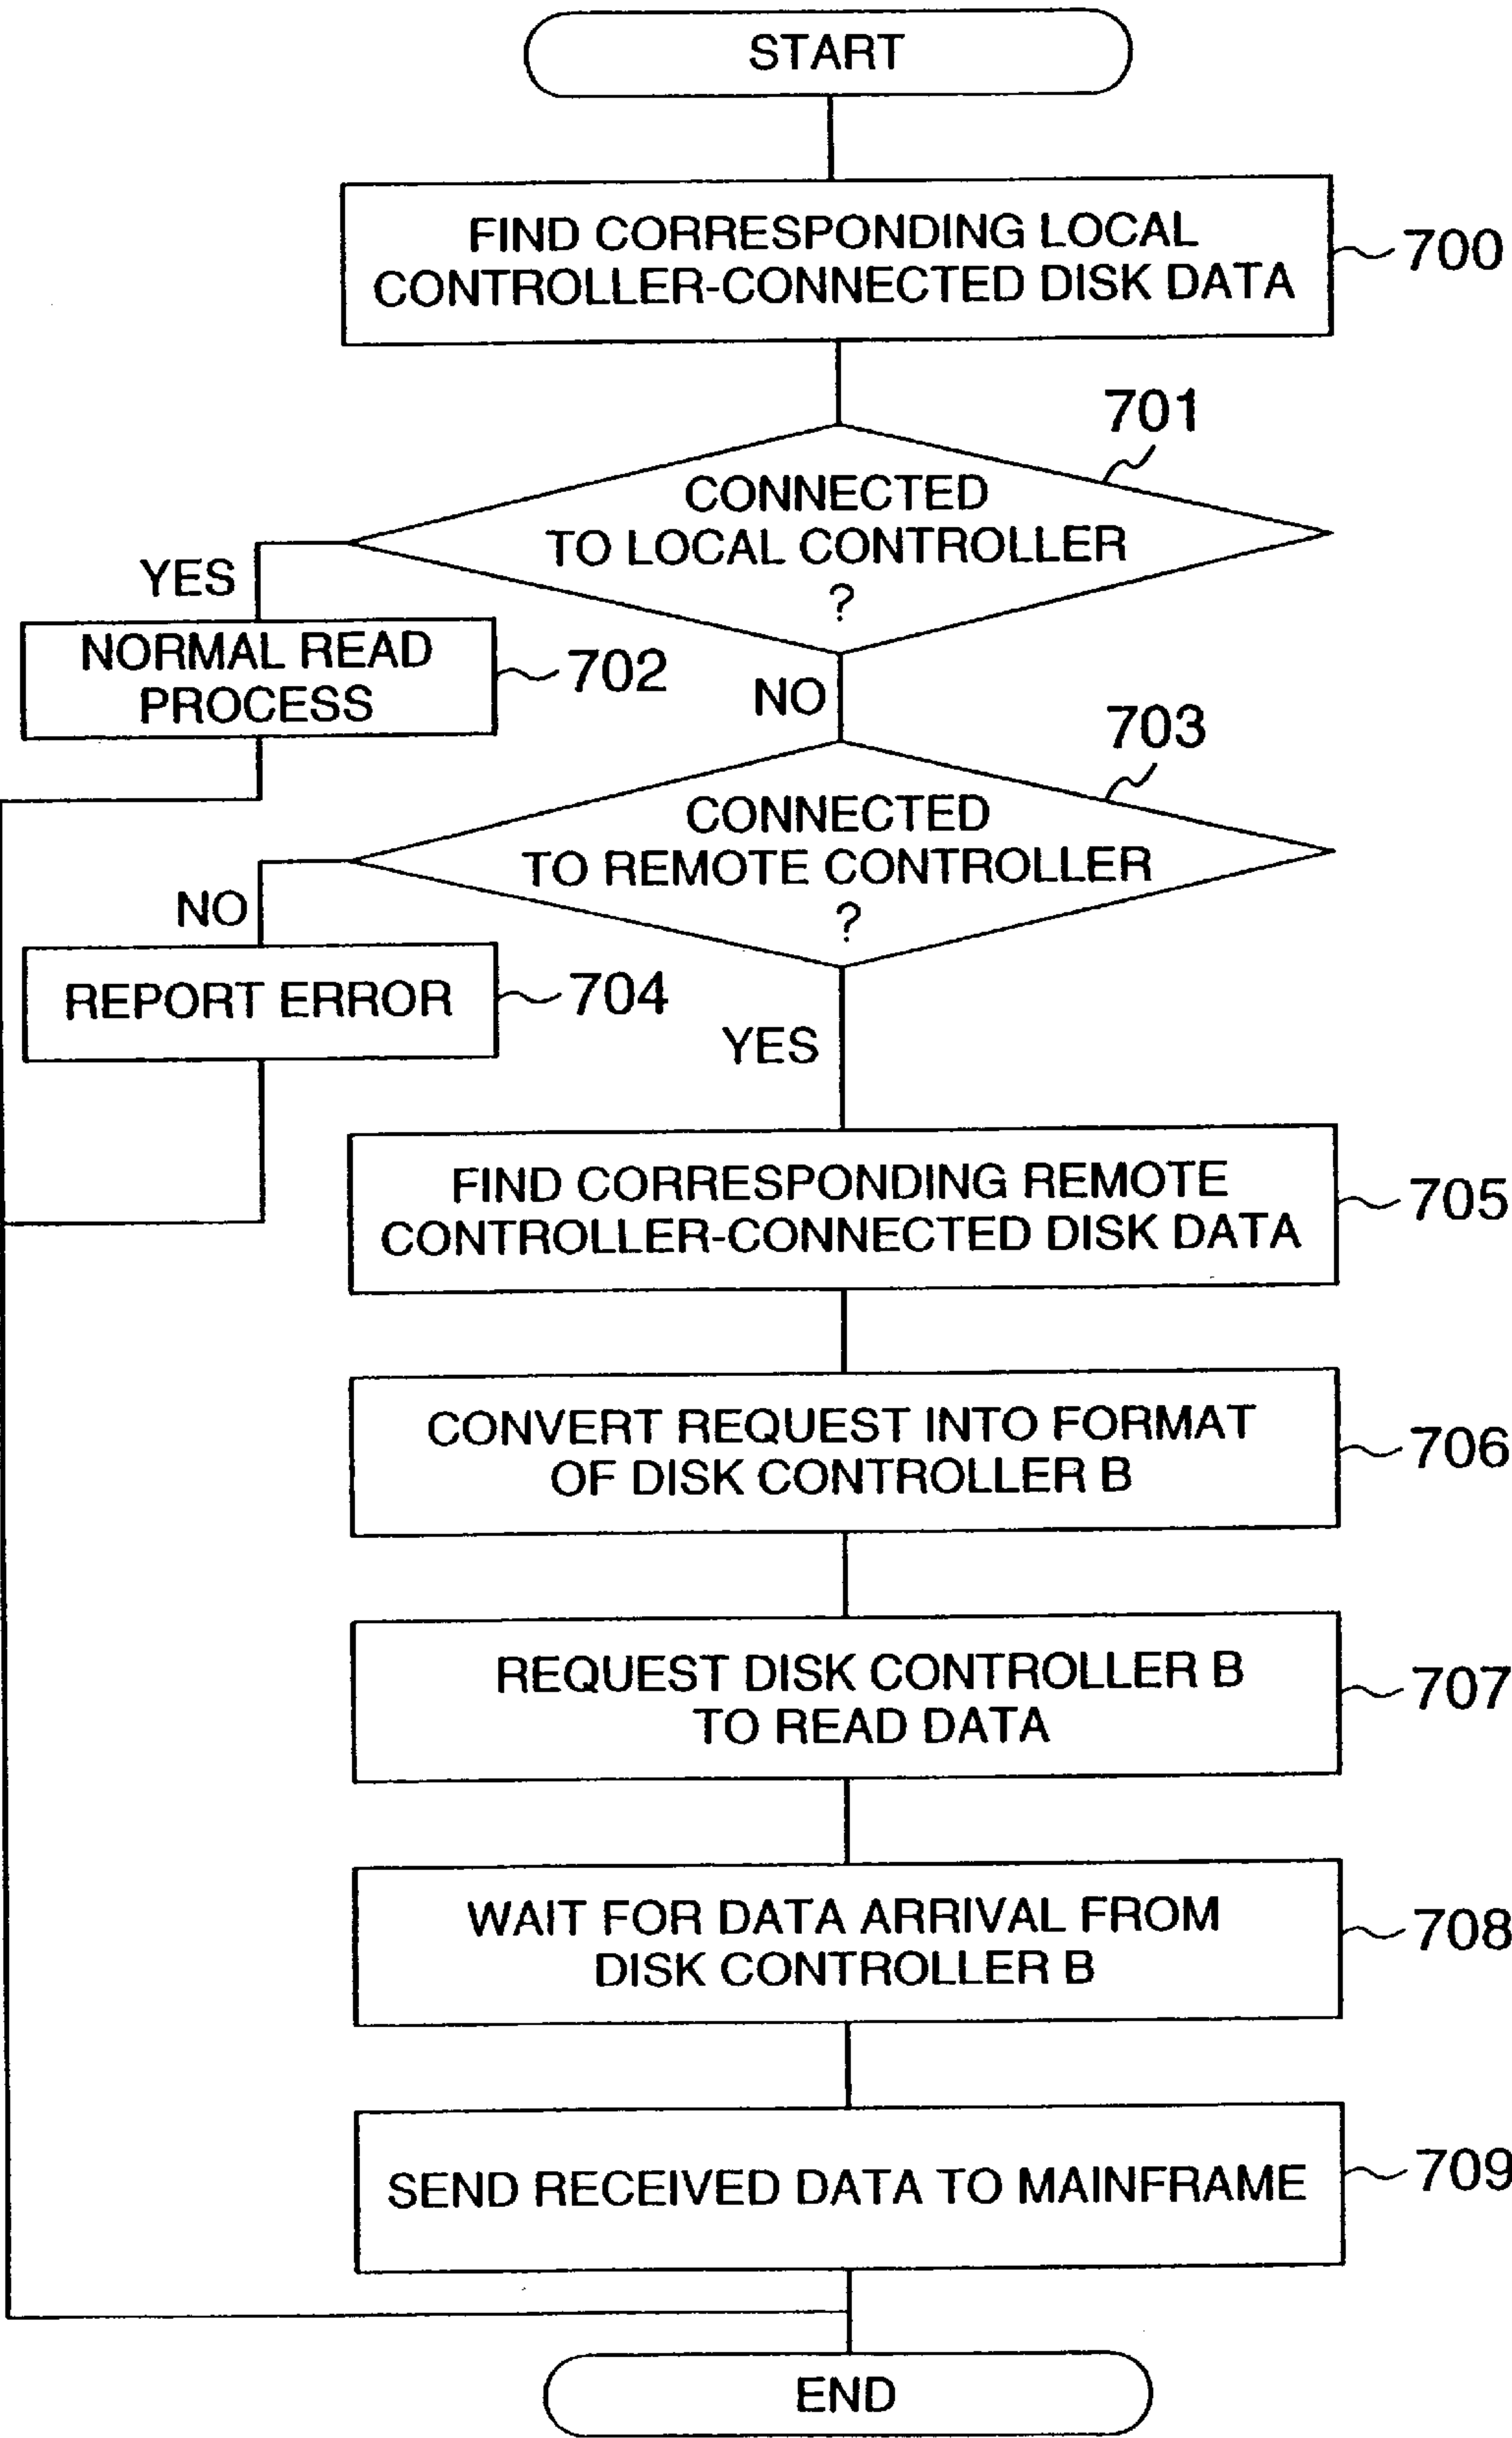 START
FIND CORRESPONDING LOCAL
CONTROLLER-CONNECTED DISK DATA
700
701
CONNECTED
TO LOCAL CONTROLLER
?
YES
NORMAL READ
PROCESS
702
NO
703
CONNECTED
TO REMOTE CONTROLLER
?
NO
REPORT ERROR
704
YES
FIND CORRESPONDING REMOTE
CONTROLLER-CONNECTED DISK DATA
705
CONVERT REQUEST INTO FORMAT
OF DISK CONTROLLER B
706
REQUEST DISK CONTROLLER B
TO READ DATA
707
WAIT FOR DATA ARRIVAL FROM
DISK CONTROLLER B
708
SEND RECEIVED DATA TO MAINFRAME
709
END